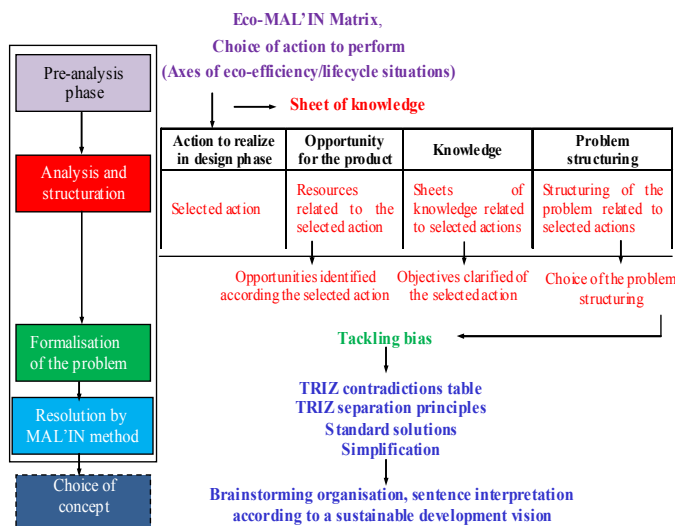 Eco-MAL'IN Matrix,
Choice of action to perform
(Axes of eco-efficiency/lifecycle situations)
Pre-analysis
phase
Sheet of knowledge
Action to realize
in design phase
Opportunity
for the product
Knowledge
Problem
structuring
Analysis and
structuration
Selected action
Resources
related to the
selected action
Sheets of
knowledge related
to selected actions
Structuring of the
problem related to
selected actions
Opportunities identified
according the selected action
Objectives clarified of
the selected action
Choice of the problem
structuring
Formalisation
of the problem
Tackling bias
Resolution by
MAL'IN method
TRIZ contradictions table
TRIZ separation principles
Standard solutions
Simplification
Choice of
concept
Brainstorming organisation, sentence interpretation
according to a sustainable development vision